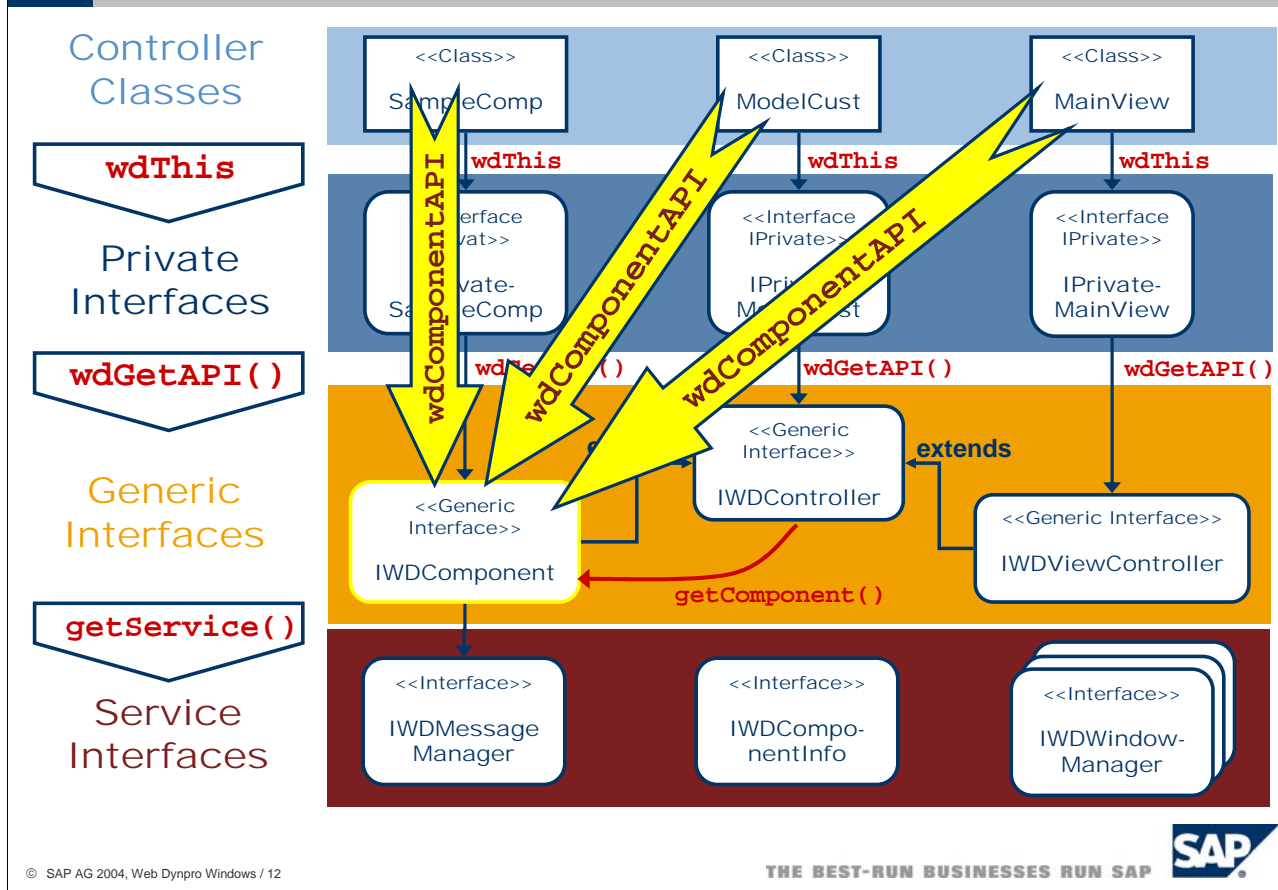 Controller
Classes
wdThis
Private
Interfaces
wdGetAPI()
Generic
Interfaces
getService()
Service
Interfaces
<<Class>>
<<Class>>
ModelCust
<<Class>>
MainView
wdThis
wdThis
wdThis
wdComponentAPI
wdComponentAPI
wdComponentAPI
<<Interface
IPrivate>>
<<Interface
IPrivate>>
IPrivate-
MainView
wdGetAPI()
wdGetAPI()
<<Generic
Interface>>
IWDController
extends
<<Generic
Interface>>
IWDComponent
<<Generic Interface>>
IWDViewController
getComponent()
<<Interface>>
IWDMessage
Manager
<<Interface>>
IWDCompo-
nentInfo
<<Interface>>
IWDWindow-
Manager
© SAP AG 2004, Web Dynpro Windows / 12
THE BEST-RUN BUSINESSES RUN SAP
SAP